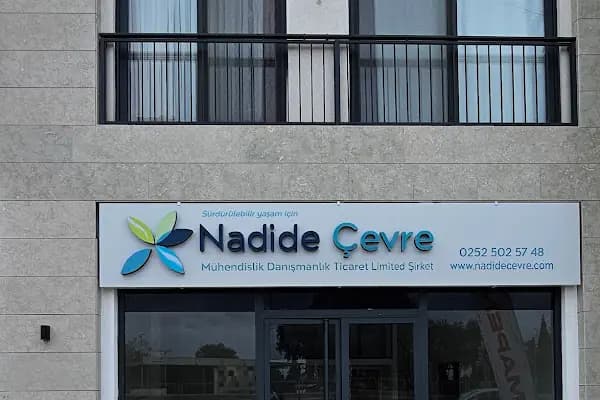 Sürdürülebilir yaşam için
Nadide Çevre
Mühendislik Danışmanlık Ticaret Limited Şirket
0252 502 57 48
www.nadidecevre.com